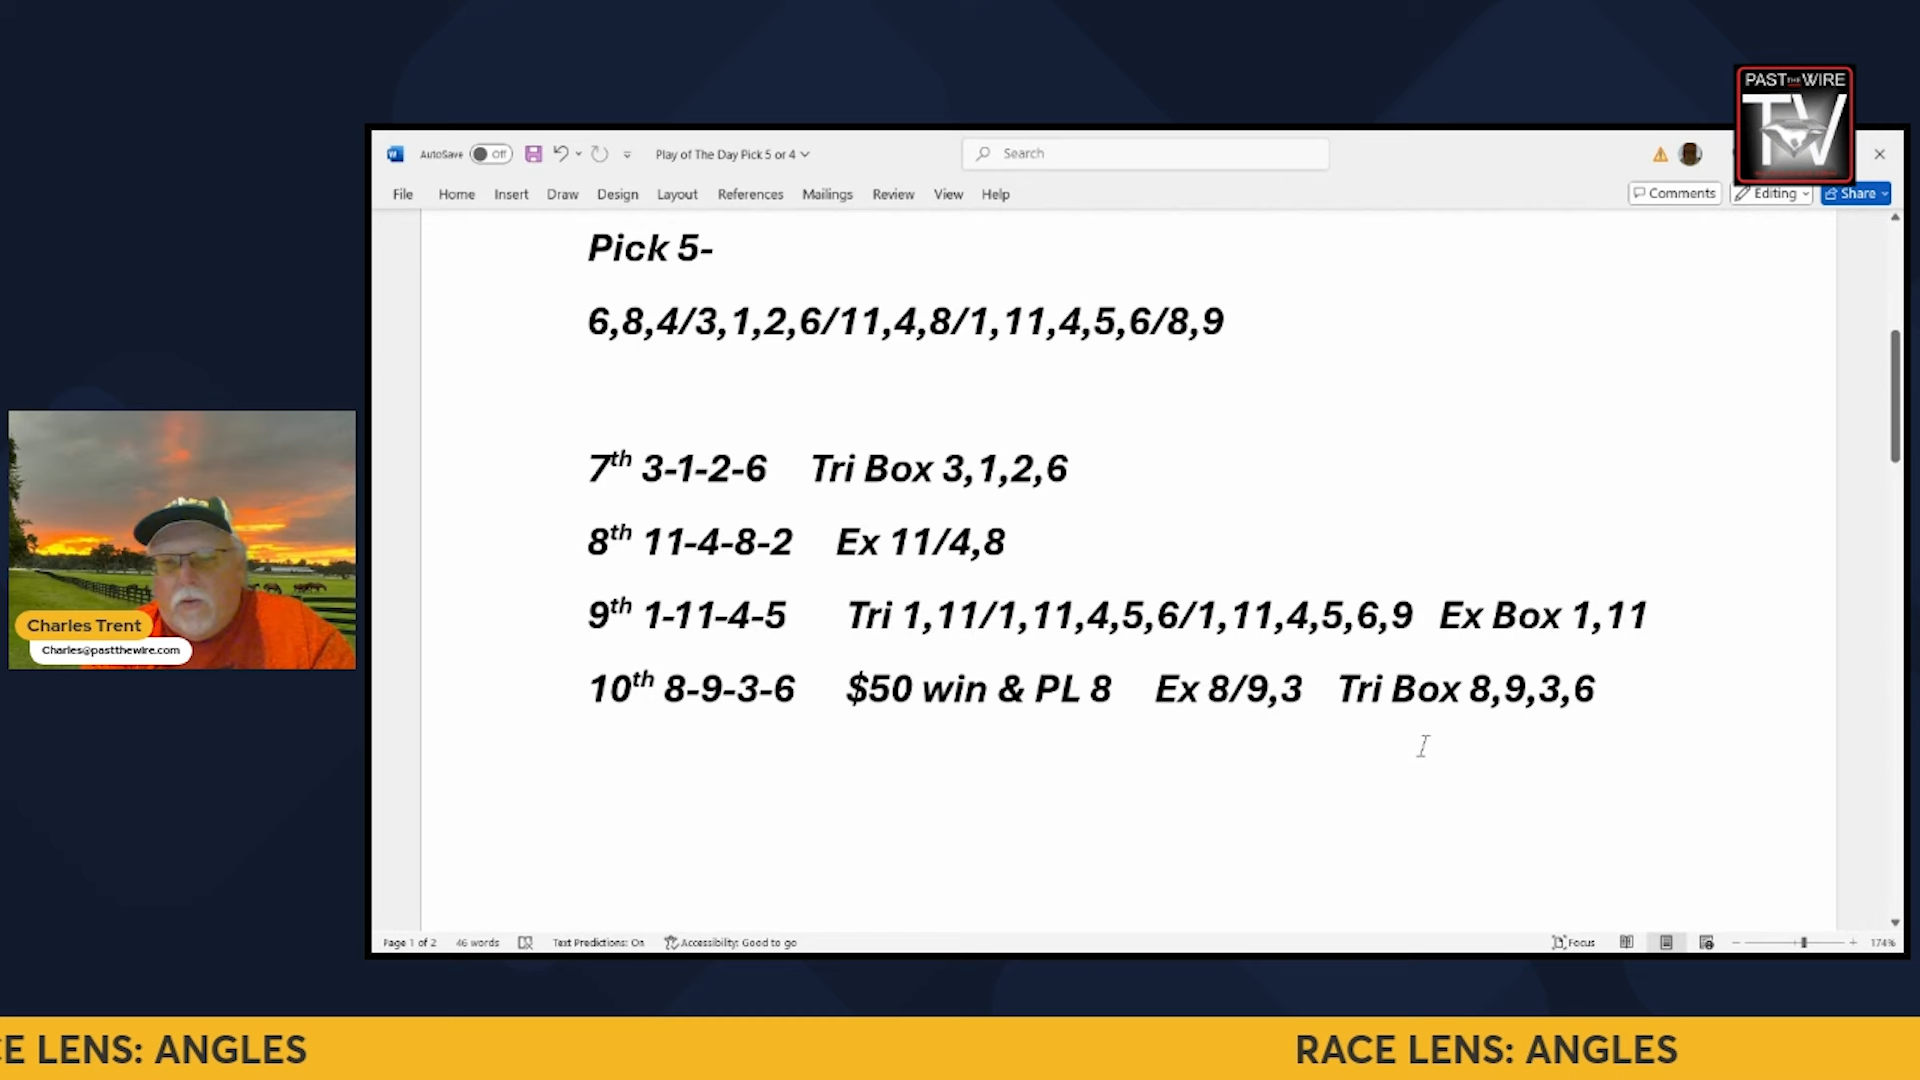 PAST THE WIRE
TV
AutoSave Off Play of The Day Pick 5 or 4 Search
File Home Insert Draw Design Layout References Mailings Review View Help Comments Editing Share
Pick 5-
6,8,4/3,1,2,6/11,4,8/1,11,4,5,6/8,9
7th 3-1-2-6 Tri Box 3,1,2,6
8th 11-4-8-2 Ex 11/4,8
9th 1-11-4-5 Tri 1,11/1,11,4,5,6/1,11,4,5,6,9 Ex Box 1,11
10th 8-9-3-6 $50 win & PL 8 Ex 8/9,3 Tri Box 8,9,3,6
Charles Trent
Charles@pastthewire.com
Page 1 of 2 46 words Text Predictions: On Accessibility: Good to go Focus 174%
CE LENS: ANGLES RACE LENS: ANGLES